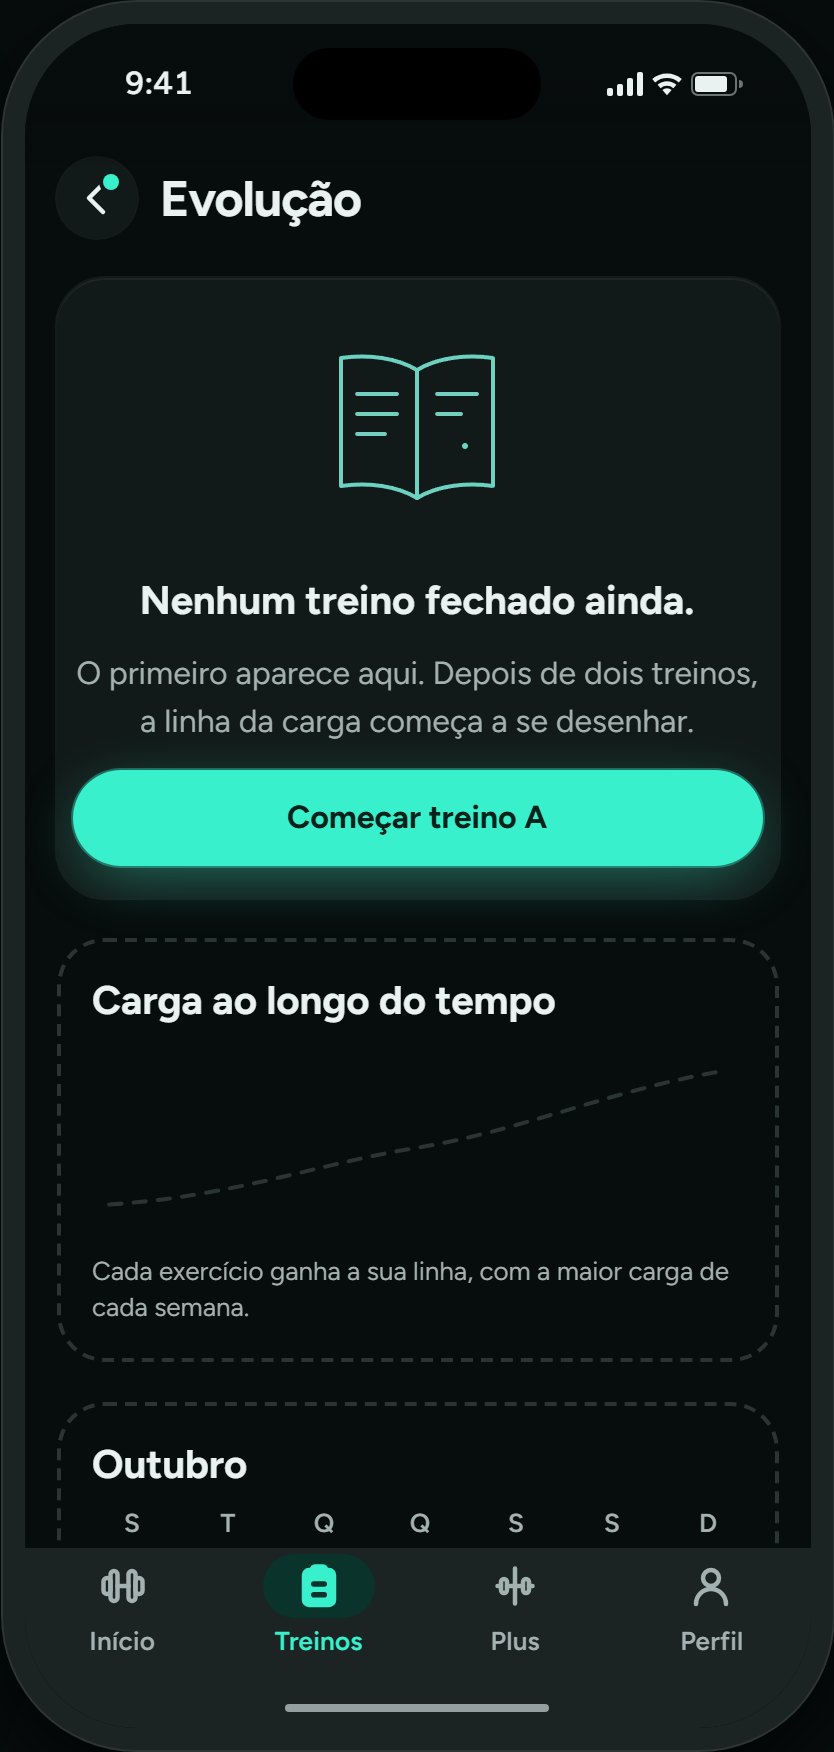 9:41
Evolução
Nenhum treino fechado ainda.
O primeiro aparece aqui. Depois de dois treinos,
a linha da carga começa a se desenhar.
Começar treino A
Carga ao longo do tempo
Cada exercício ganha a sua linha, com a maior carga de
cada semana.
Outubro
S T Q Q S S D
Início Treinos Plus Perfil